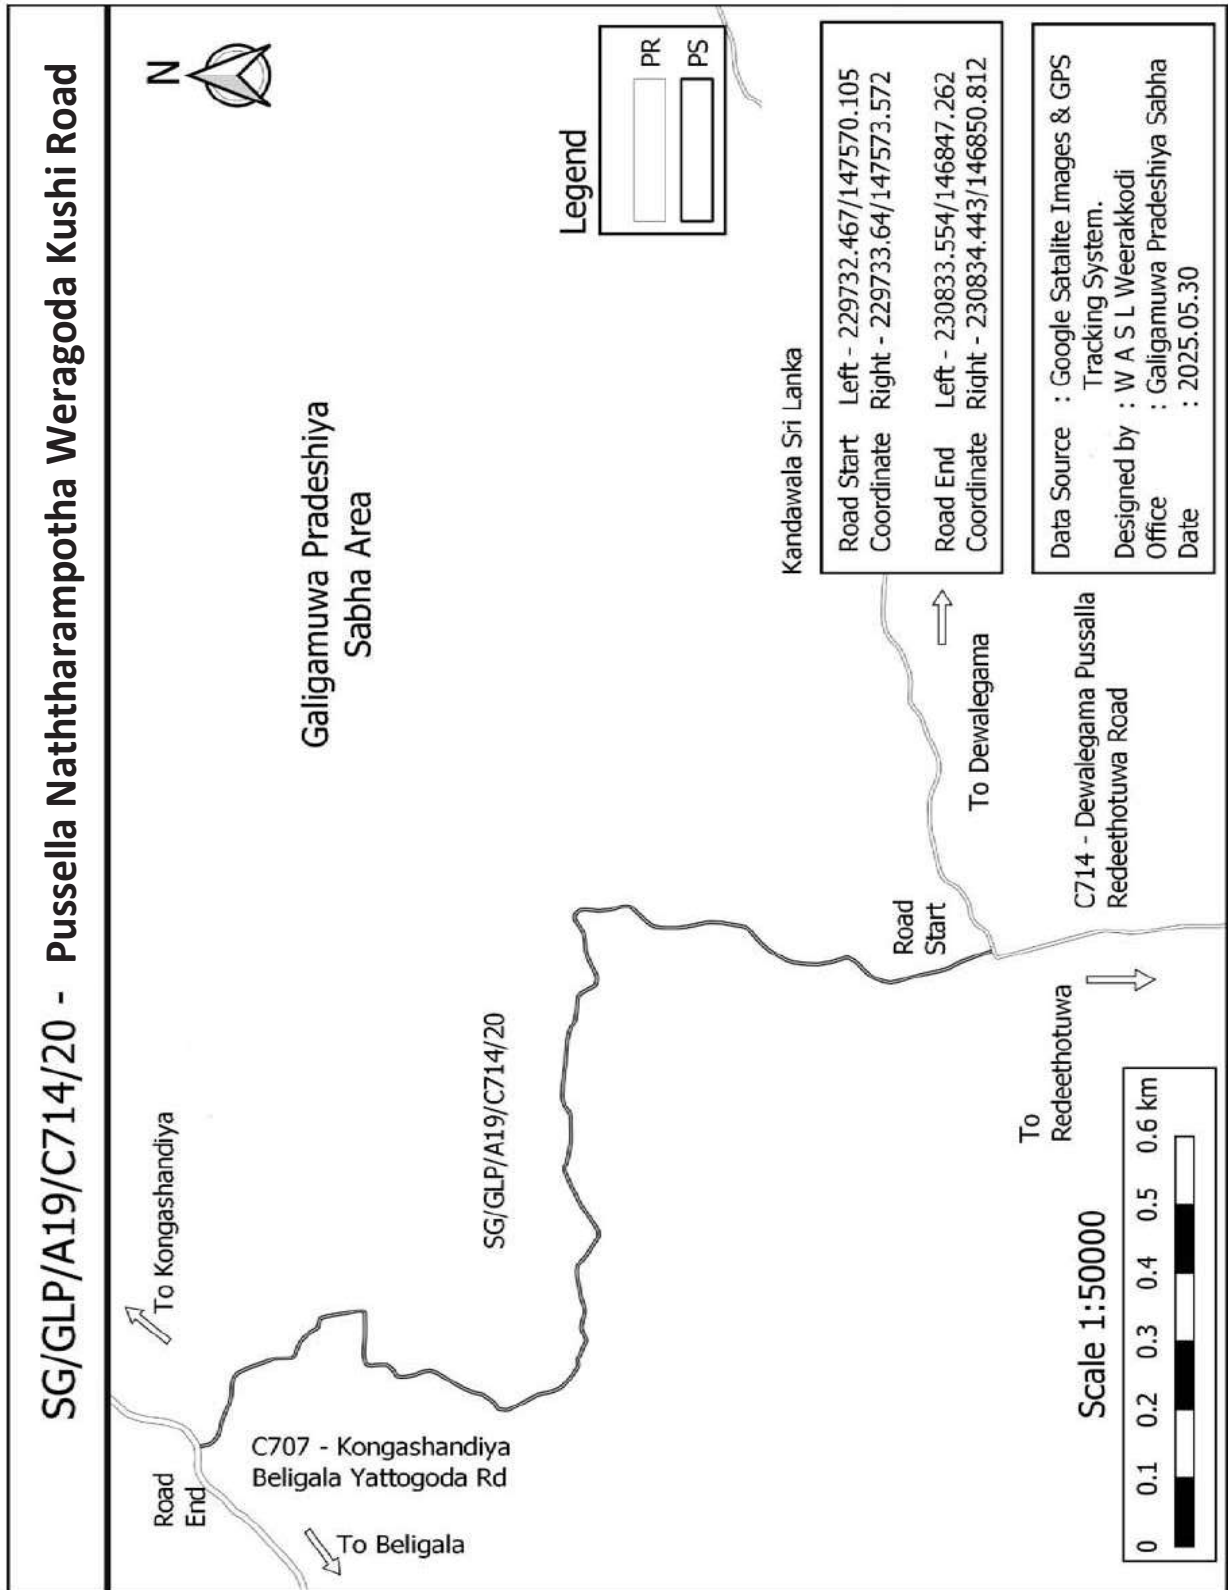 SG/GLP/A19/C714/20 - Pussella Naththarampotha Weragoda Kushi Road
N
To Kongashandiya
Road
End
C707 - Kongashandiya
Beligala Yattogoda Rd
To Beligala
Galigamuwa Pradeshiya
Sabha Area
SG/GLP/A19/C714/20
Legend
PR
PS
Kandawala Sri Lanka
Road Start Left - 229732.467/147570.105
Coordinate Right - 229733.64/147573.572
Road End Left - 230833.554/146847.262
Coordinate Right - 230834.443/146850.812
Road
Start
To Dewalegama
C714 - Dewalegama Pussalla
Redeethotuwa Road
To
Redeethotuwa
Data Source : Google Satalite Images & GPS
Tracking System.
Designed by : W A S L Weerakkodi
Office : Galigamuwa Pradeshiya Sabha
Date : 2025.05.30
Scale 1:50000
0 0.1 0.2 0.3 0.4 0.5 0.6 km